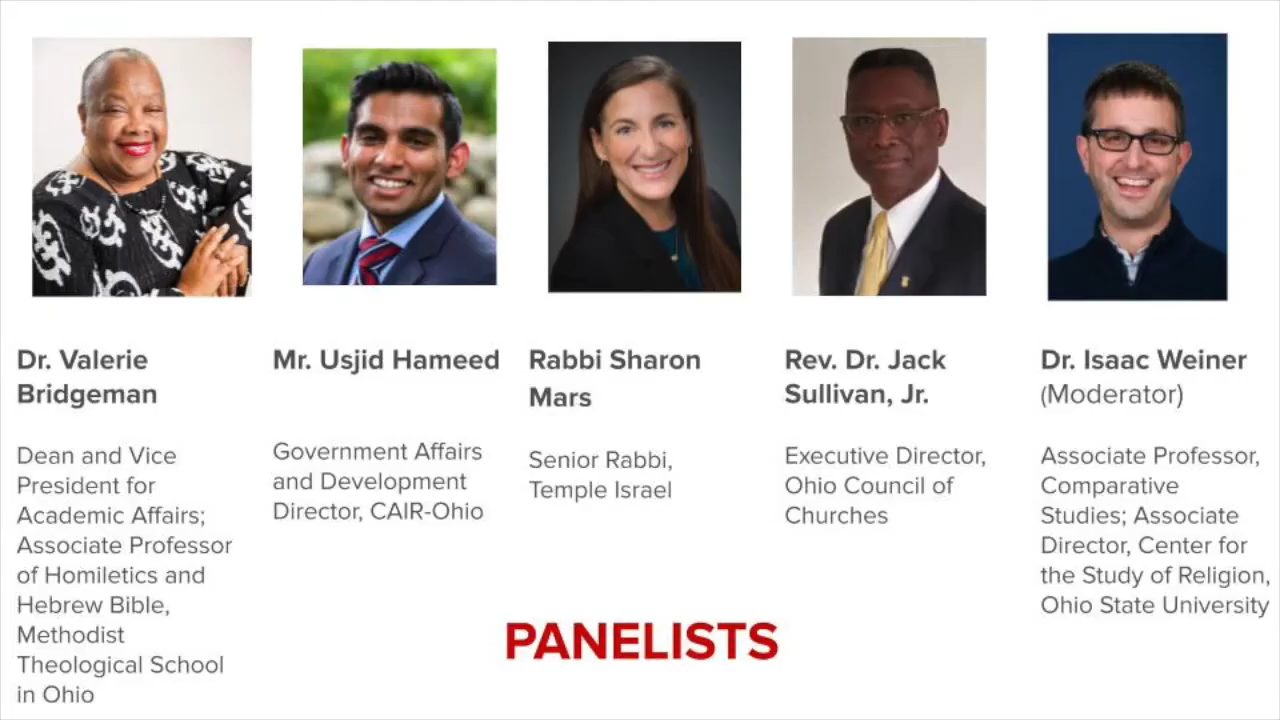 Dr. Valerie
Bridgeman
Dean and Vice
President for
Academic Affairs;
Associate Professor
of Homiletics and
Hebrew Bible,
Methodist
Theological School
in Ohio
Mr. Usjid Hameed
Government Affairs
and Development
Director, CAIR-Ohio
Rabbi Sharon
Mars
Senior Rabbi,
Temple Israel
Rev. Dr. Jack
Sullivan, Jr.
Executive Director,
Ohio Council of
Churches
Dr. Isaac Weiner
(Moderator)
Associate Professor,
Comparative
Studies; Associate
Director, Center for
the Study of Religion,
Ohio State University
PANELISTS